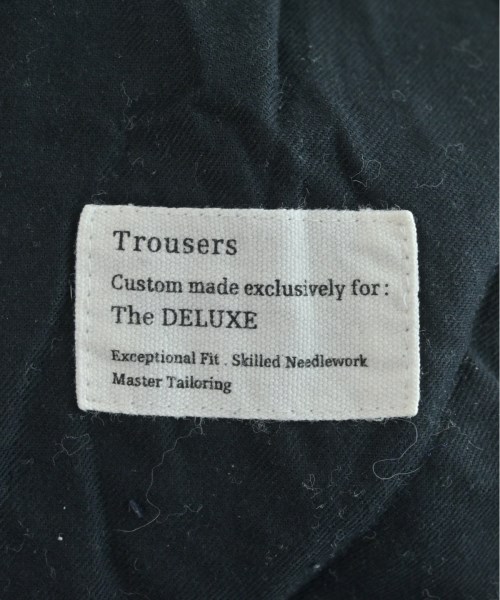 Trousers
Custom made exclusively for :
The DELUXE
Exceptional Fit . Skilled Needlework
Master Tailoring